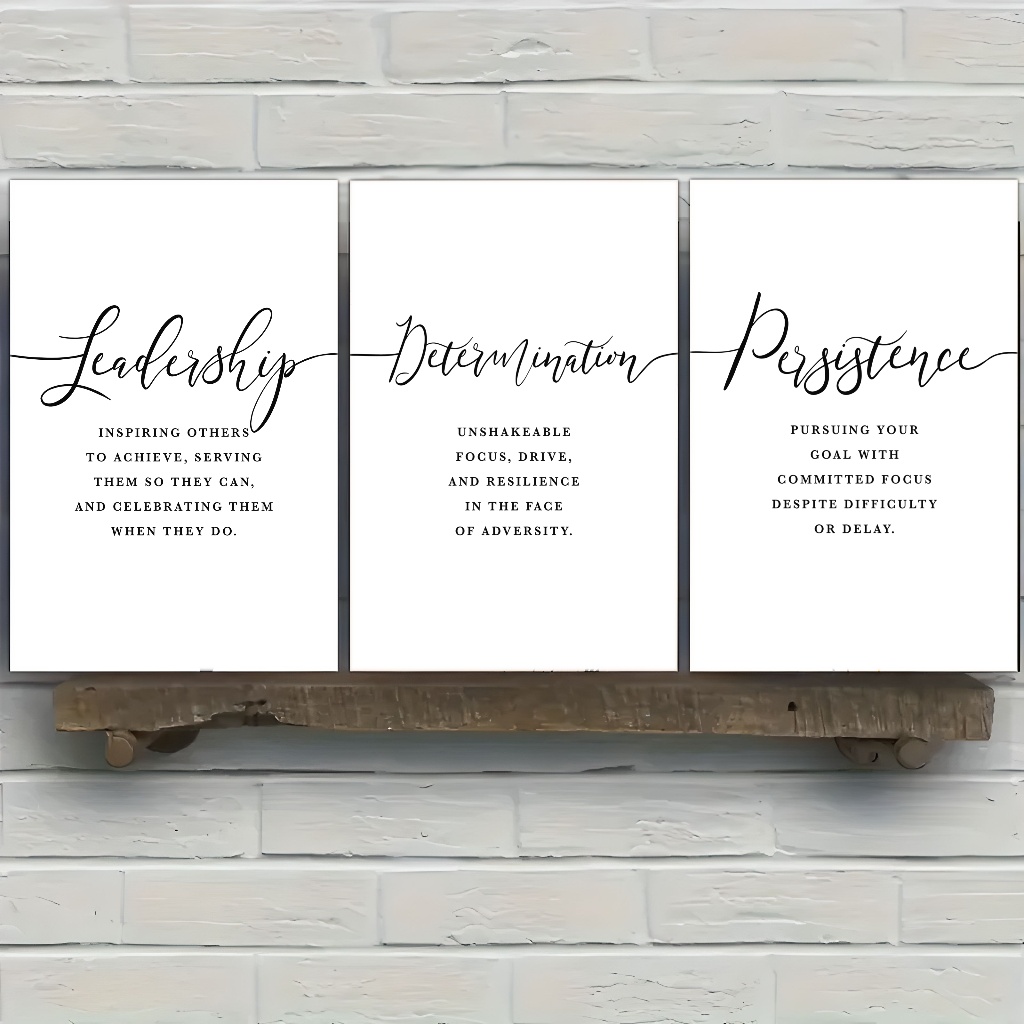 Leadership
INSPIRING OTHERS
TO ACHIEVE, SERVING
THEM SO THEY CAN,
AND CELEBRATING THEM
WHEN THEY DO.
Determination
UNSHAKEABLE
FOCUS, DRIVE,
AND RESILIENCE
IN THE FACE
OF ADVERSITY.
Persistence
PURSUING YOUR
GOAL WITH
COMMITTED FOCUS
DESPITE DIFFICULTY
OR DELAY.